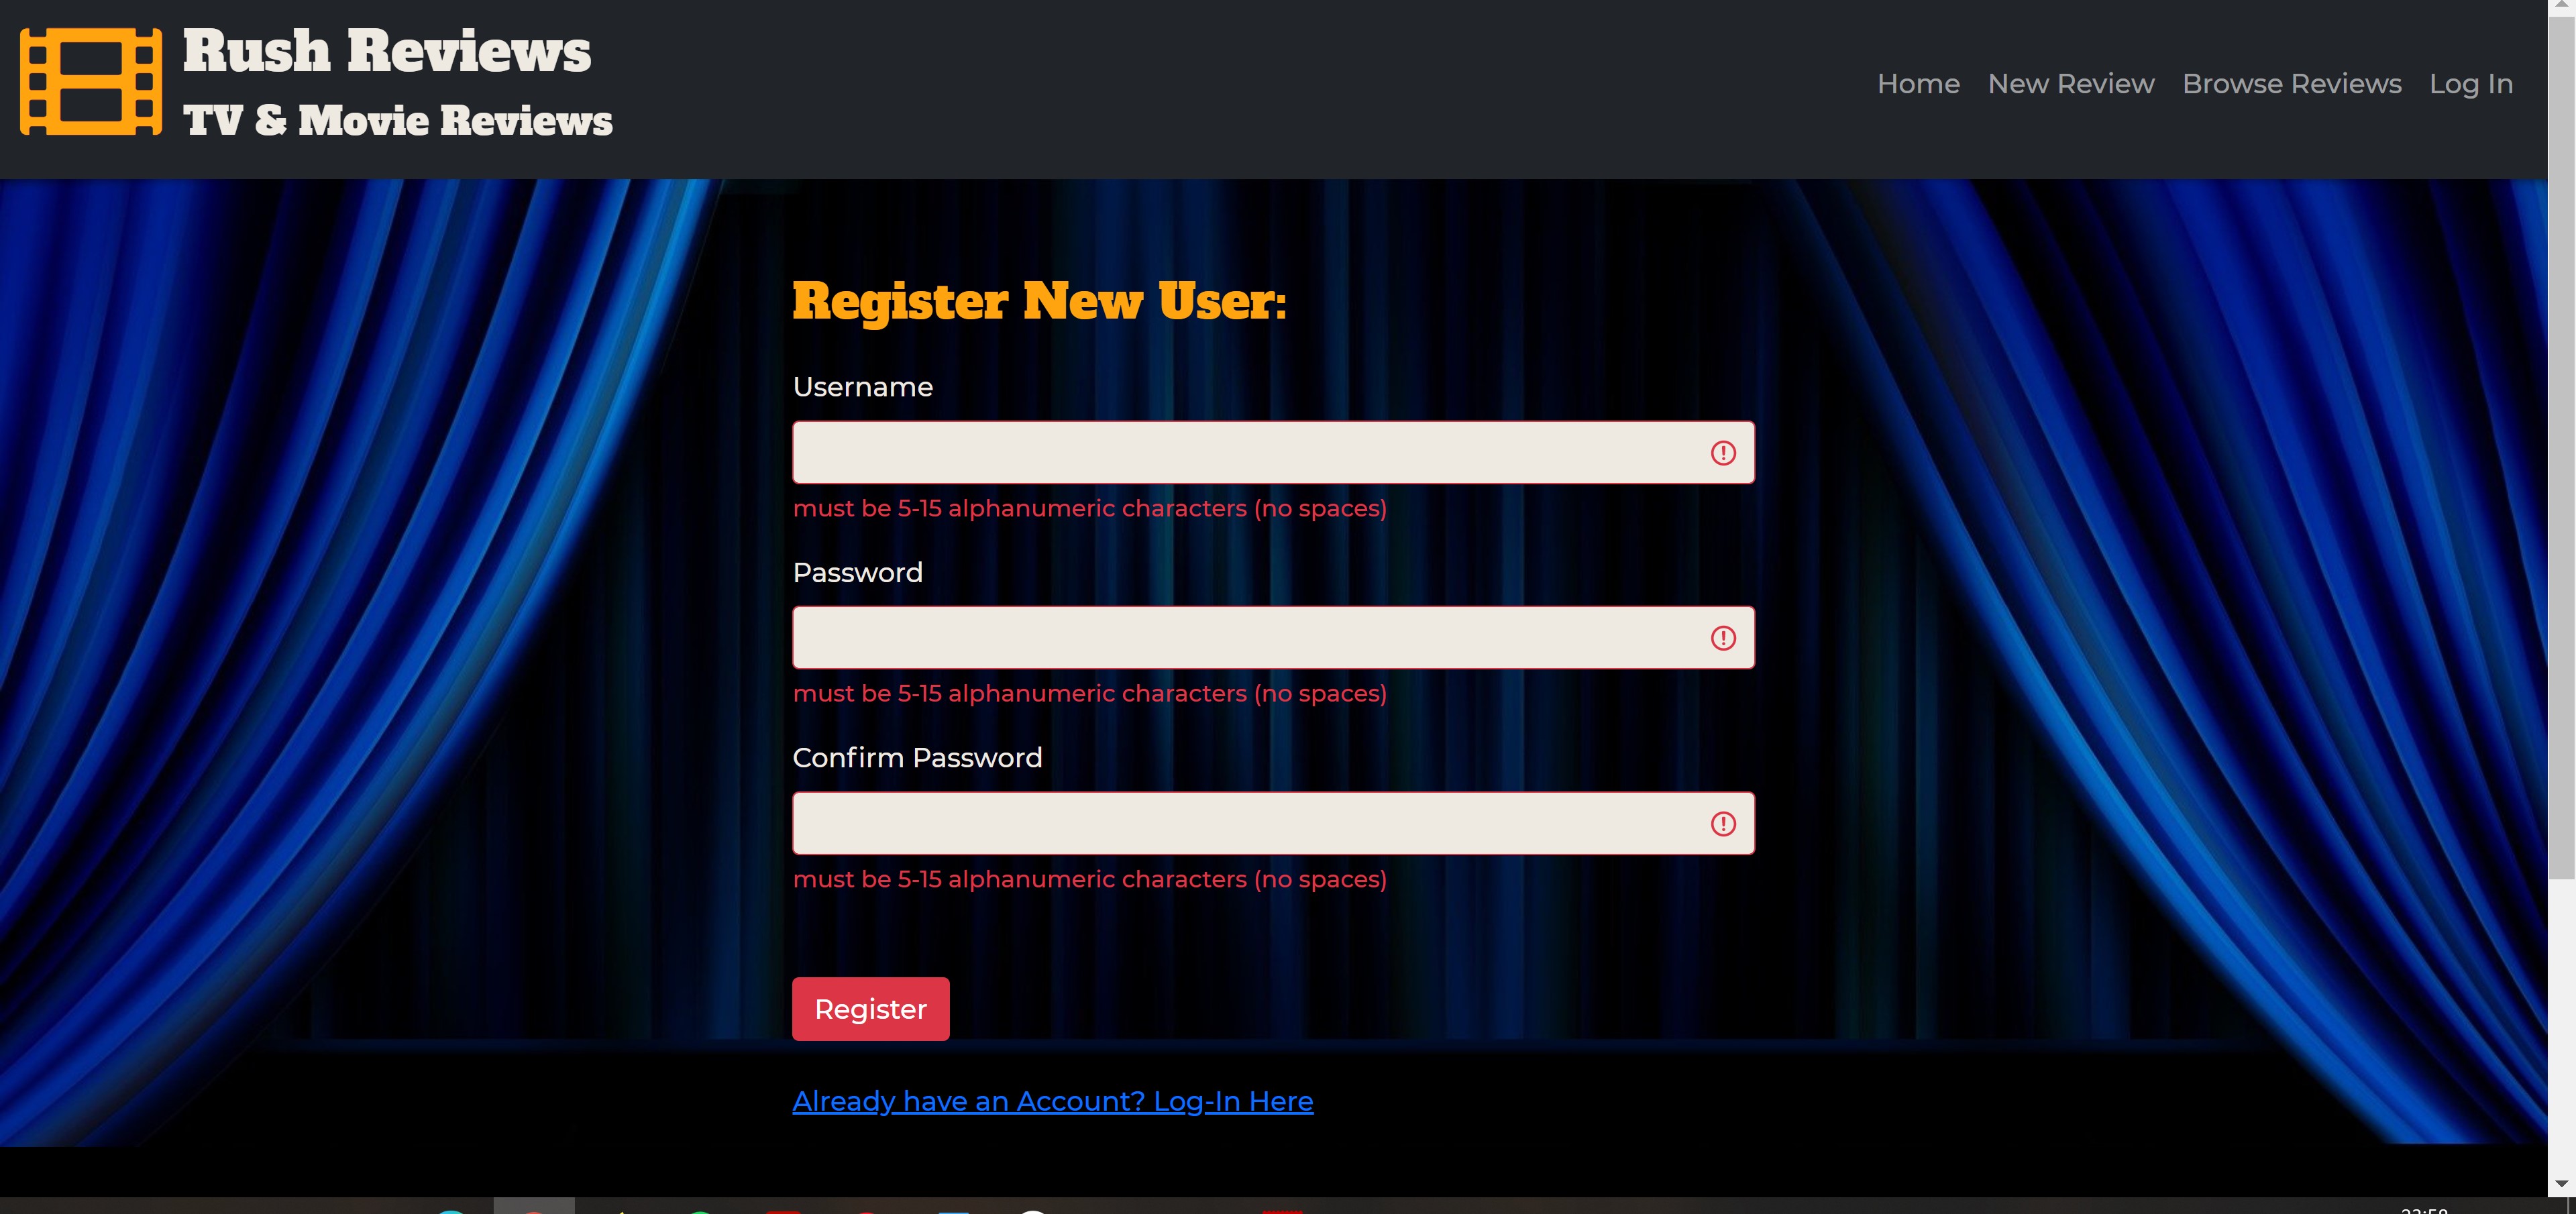 Rush Reviews
TV & Movie Reviews
Home New Review Browse Reviews Log In
Register New User:
Username
must be 5-15 alphanumeric characters (no spaces)
Password
must be 5-15 alphanumeric characters (no spaces)
Confirm Password
must be 5-15 alphanumeric characters (no spaces)
Register
Already have an Account? Log-In Here